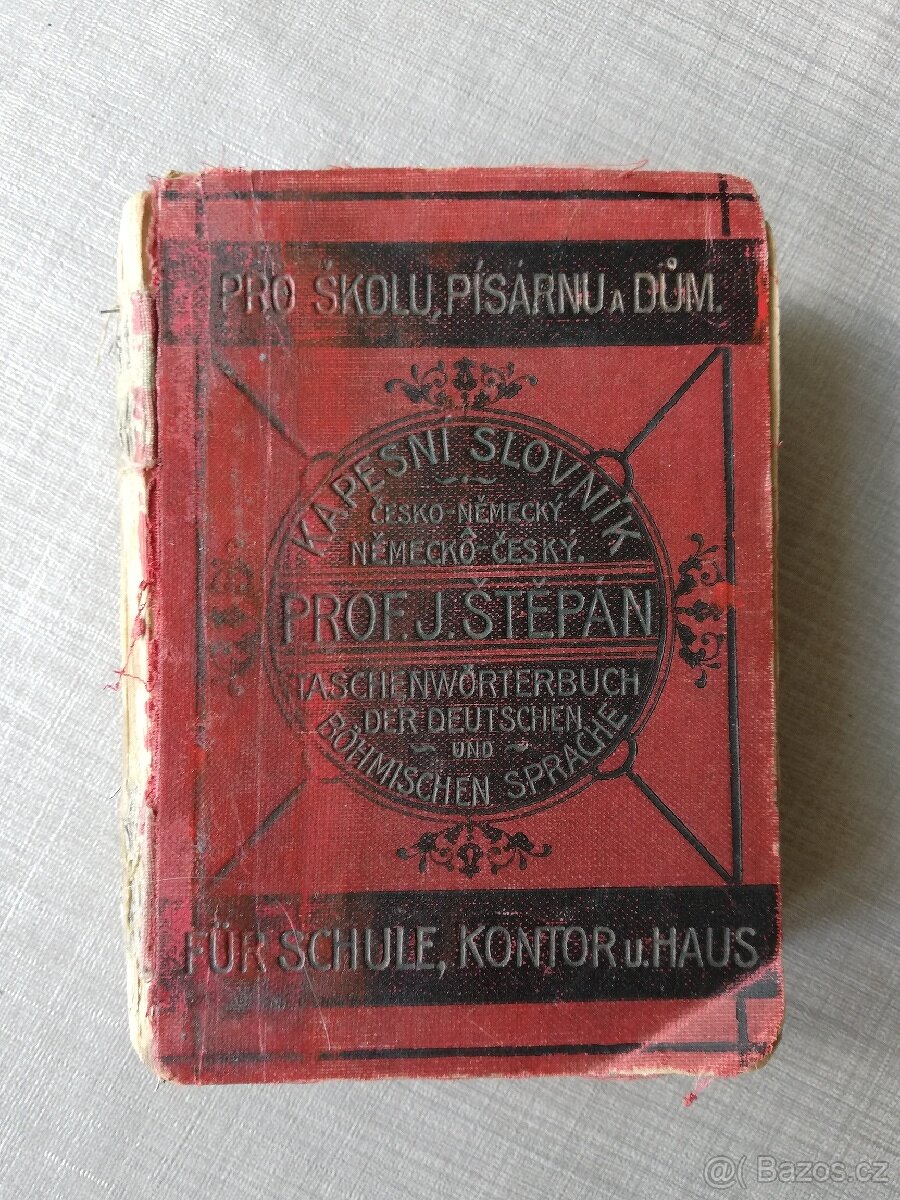 PRO ŠKOLU, PÍSÁRNU A DŮM.
KAPESNÍ SLOVNÍK
ČESKO-NĚMECKÝ
NĚMECKO-ČESKÝ.
PROF. J. ŠTĚPÁN
TASCHENWÖRTERBUCH
DER DEUTSCHEN
UND
BÖHMISCHEN SPRACHE
FÜR SCHULE, KONTOR u. HAUS
@( Bazos.cz